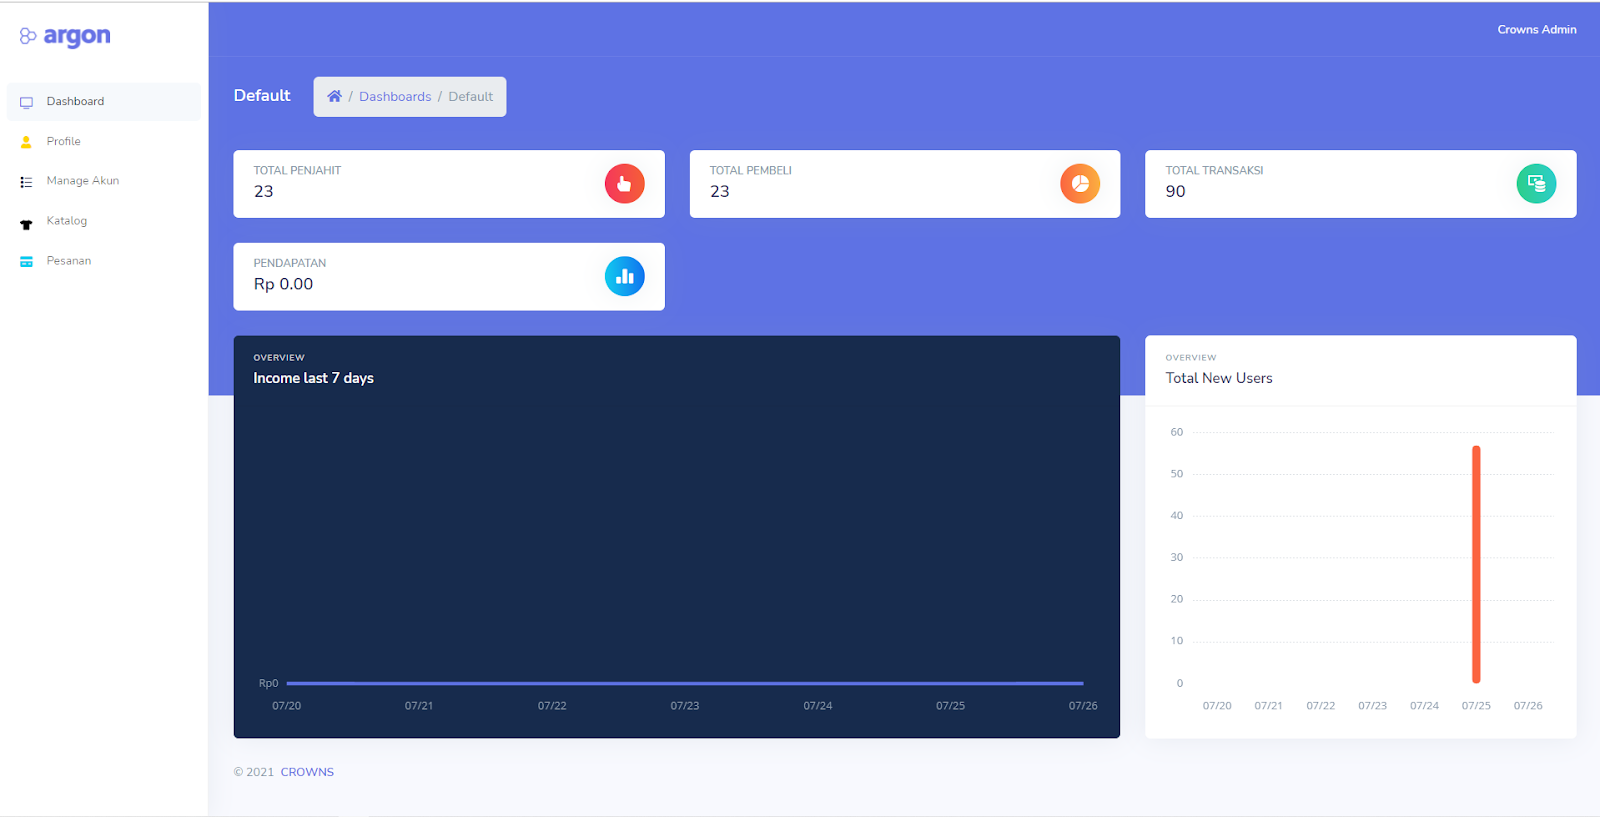 argon
Crowns Admin
Dashboard
Profile
Manage Akun
Katalog
Pesanan
Default
/ Dashboards / Default
TOTAL PENJAHIT
23
TOTAL PEMBELI
23
TOTAL TRANSAKSI
90
PENDAPATAN
Rp 0.00
OVERVIEW
Income last 7 days
Rp0
07/20 07/21 07/22 07/23 07/24 07/25 07/26
OVERVIEW
Total New Users
60
50
40
30
20
10
0
07/20 07/21 07/22 07/23 07/24 07/25 07/26
© 2021 CROWNS